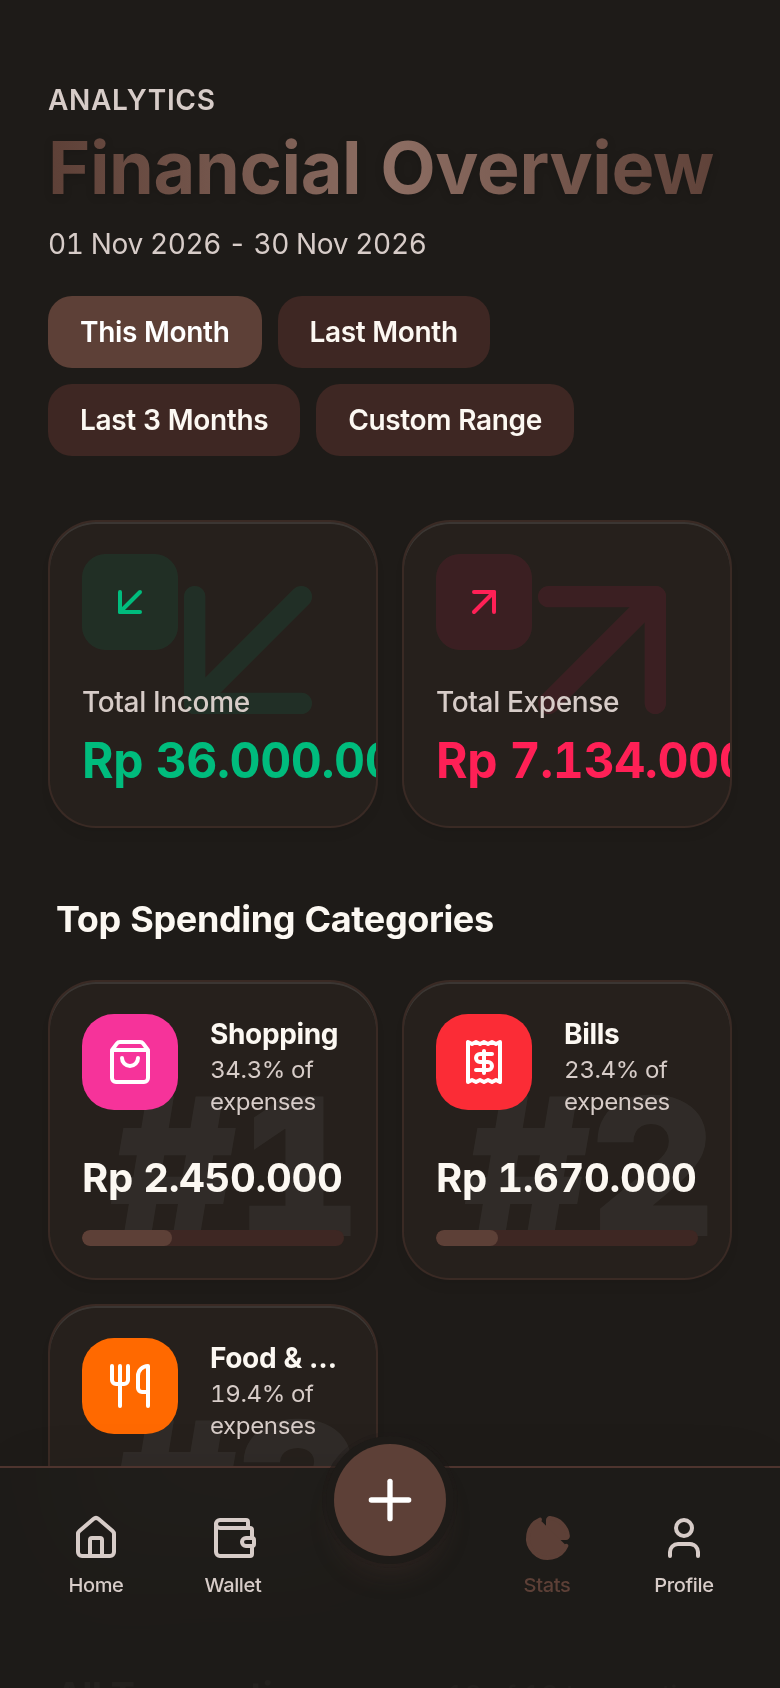 ANALYTICS
Financial Overview
01 Nov 2026 - 30 Nov 2026
This Month
Last Month
Last 3 Months
Custom Range
Total Income
Rp 36.000.00
Total Expense
Rp 7.134.000
Top Spending Categories
Shopping
34.3% of
expenses
#1
Rp 2.450.000
Bills
23.4% of
expenses
#2
Rp 1.670.000
Food & ...
19.4% of
expenses
Home
Wallet
Stats
Profile